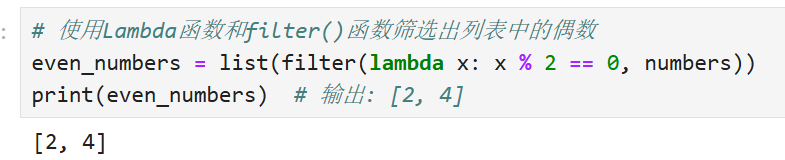 :
# 使用Lambda函数和filter()函数筛选出列表中的偶数
even_numbers = list(filter(lambda x: x % 2 == 0, numbers))
print(even_numbers)  # 输出: [2, 4]
[2, 4]